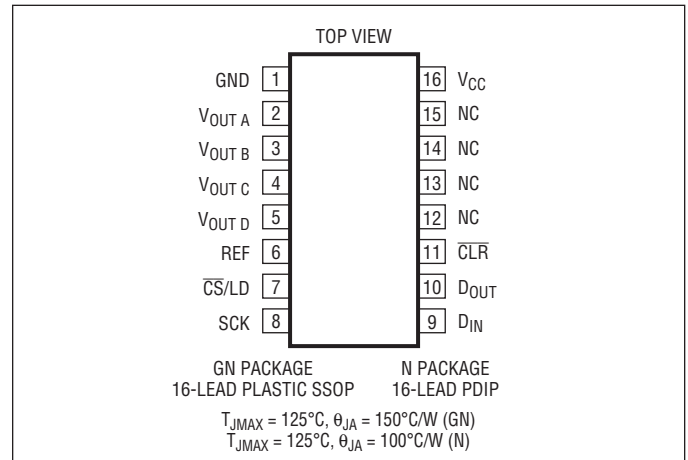 TOP VIEW
GND 1
VOUT A 2
VOUT B 3
VOUT C 4
VOUT D 5
REF 6
C̅S̅/LD 7
SCK 8
16 VCC
15 NC
14 NC
13 NC
12 NC
11 C̅L̅R̅
10 DOUT
9 DIN
GN PACKAGE
16-LEAD PLASTIC SSOP
N PACKAGE
16-LEAD PDIP
TJMAX = 125°C, θJA = 150°C/W (GN)
TJMAX = 125°C, θJA = 100°C/W (N)